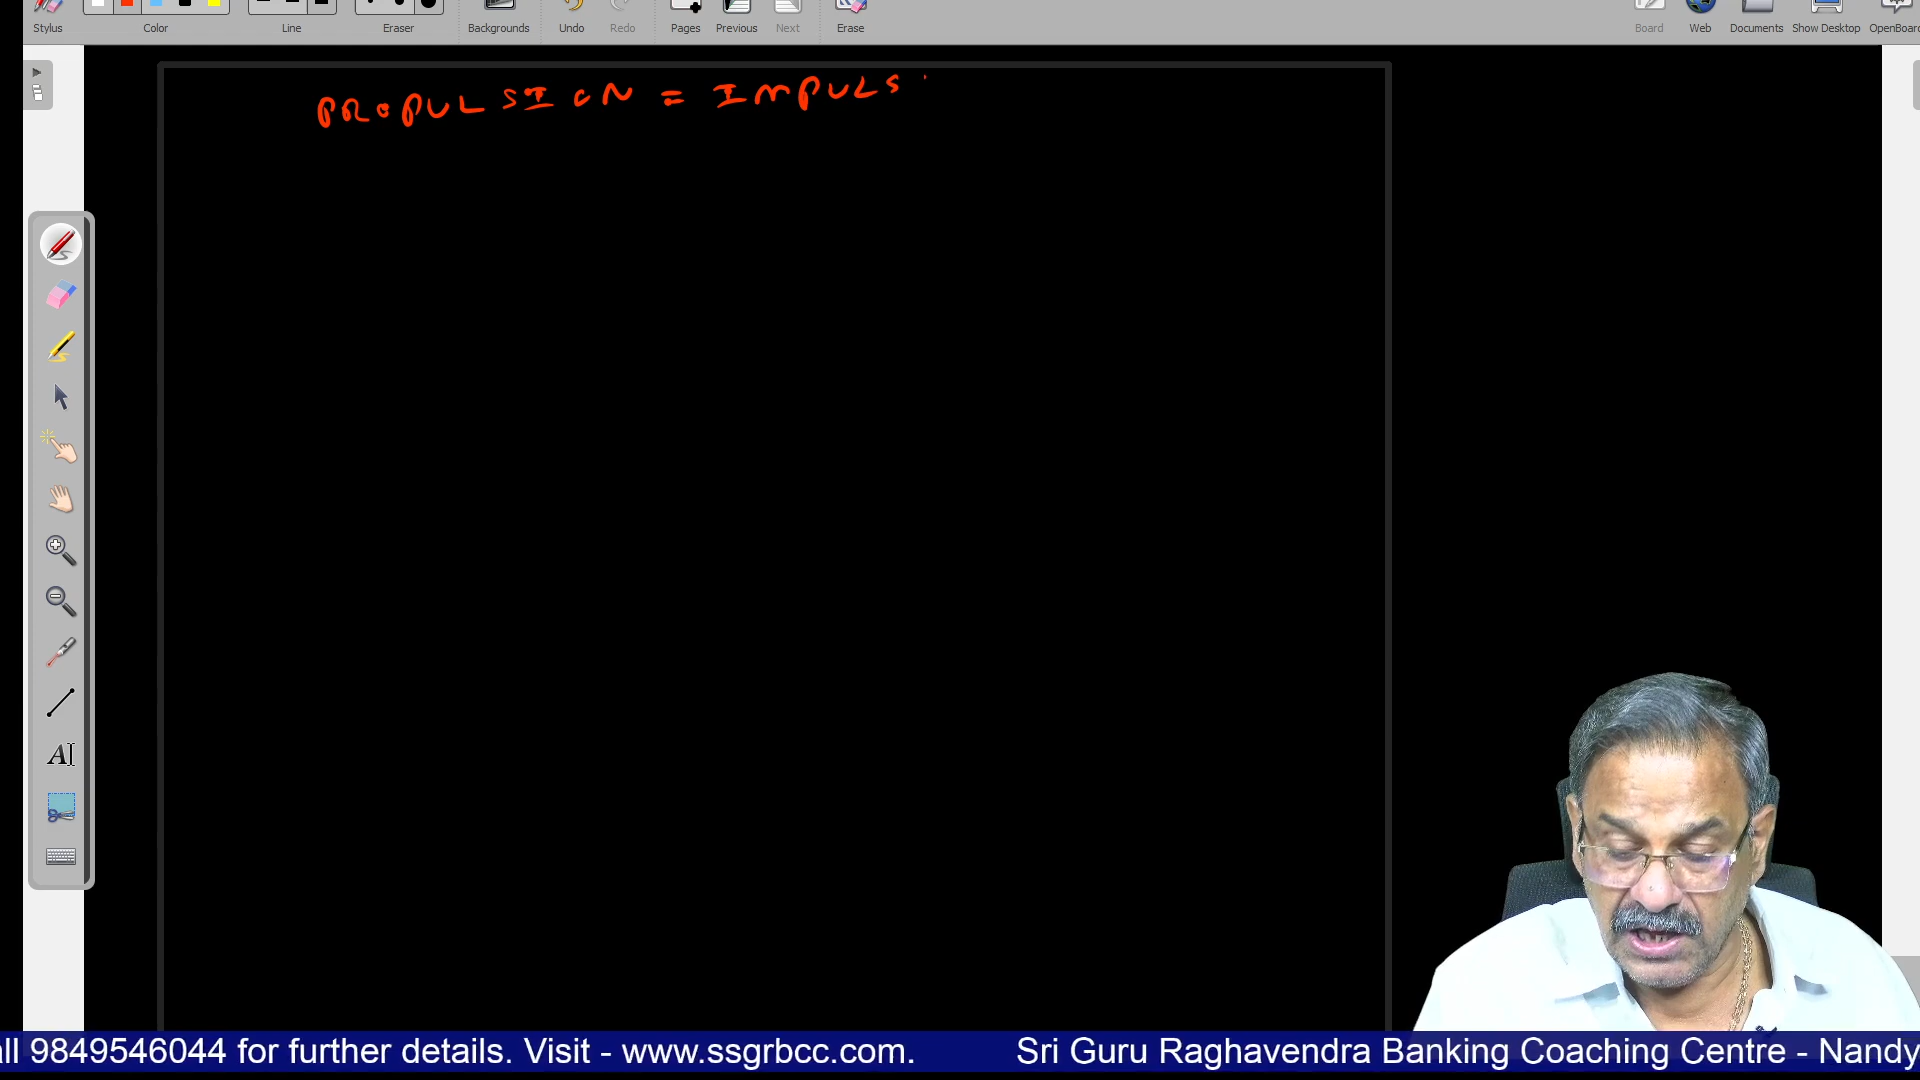 Stylus Color Line Eraser Backgrounds Undo Redo Pages Previous Next Erase Board Web Documents Show Desktop OpenBoar
PROPULSION = IMPULS
A
ll 9849546044 for further details. Visit - www.ssgrbcc.com. Sri Guru Raghavendra Banking Coaching Centre - Nandy